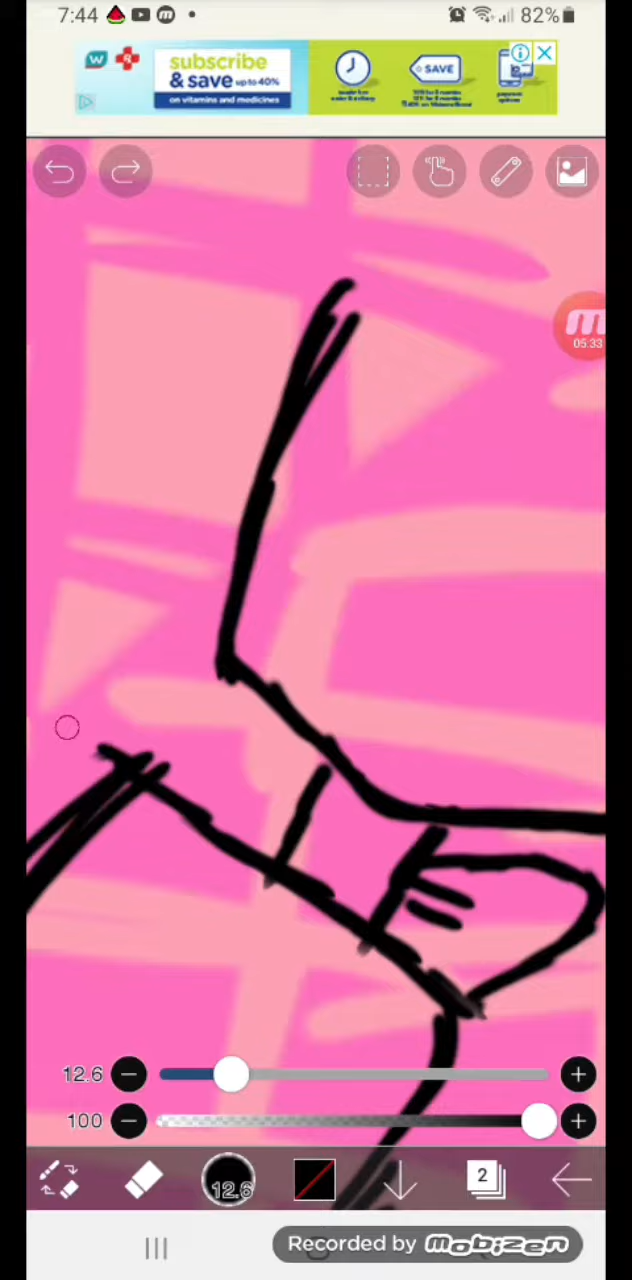 7:44
82%
subscribe
& save up to 40%
on vitamins and medicines
SAVE
05:33
12.6
100
12.6
2
Recorded by mobizen